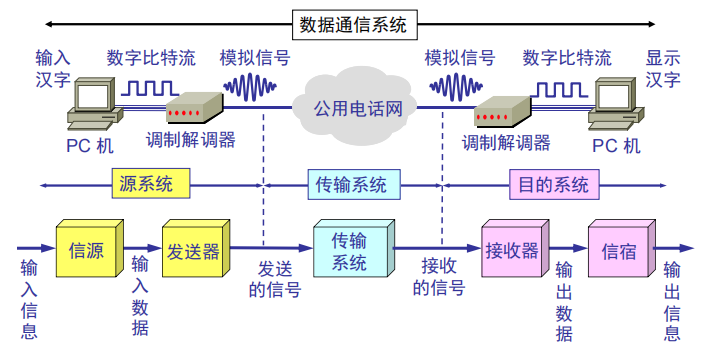 数据通信系统
输入
汉字
数字比特流
模拟信号
模拟信号
数字比特流
显示
汉字
公用电话网
PC 机
调制解调器
调制解调器
PC 机
源系统
传输系统
目的系统
信源
发送器
传输
系统
接收器
信宿
输入信息
输入数据
发送
的信号
接收
的信号
输出数据
输出信息